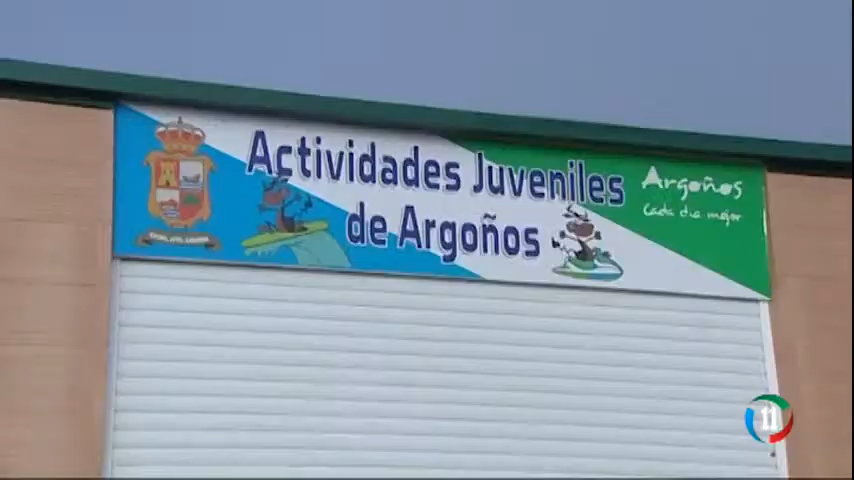 Actividades Juveniles
de Argoños
Argoños
Cada día mejor
11